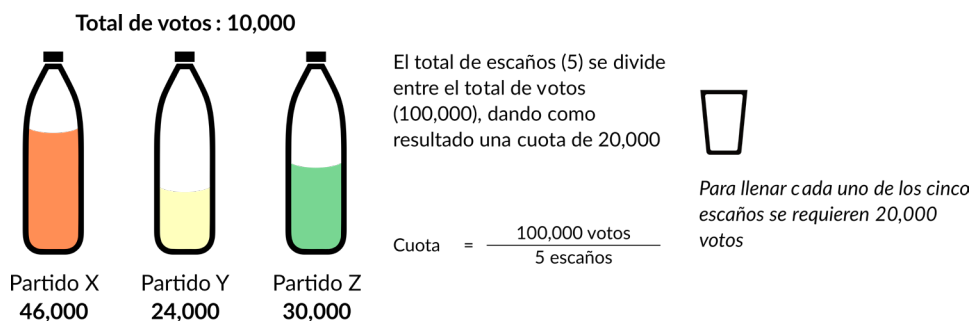 Total de votos : 10,000
El total de escaños (5) se divide
entre el total de votos
(100,000), dando como
resultado una cuota de 20,000
Para llenar cada uno de los cinco
escaños se requieren 20,000
votos
Cuota = 100,000 votos
5 escaños
Partido X
46,000
Partido Y
24,000
Partido Z
30,000